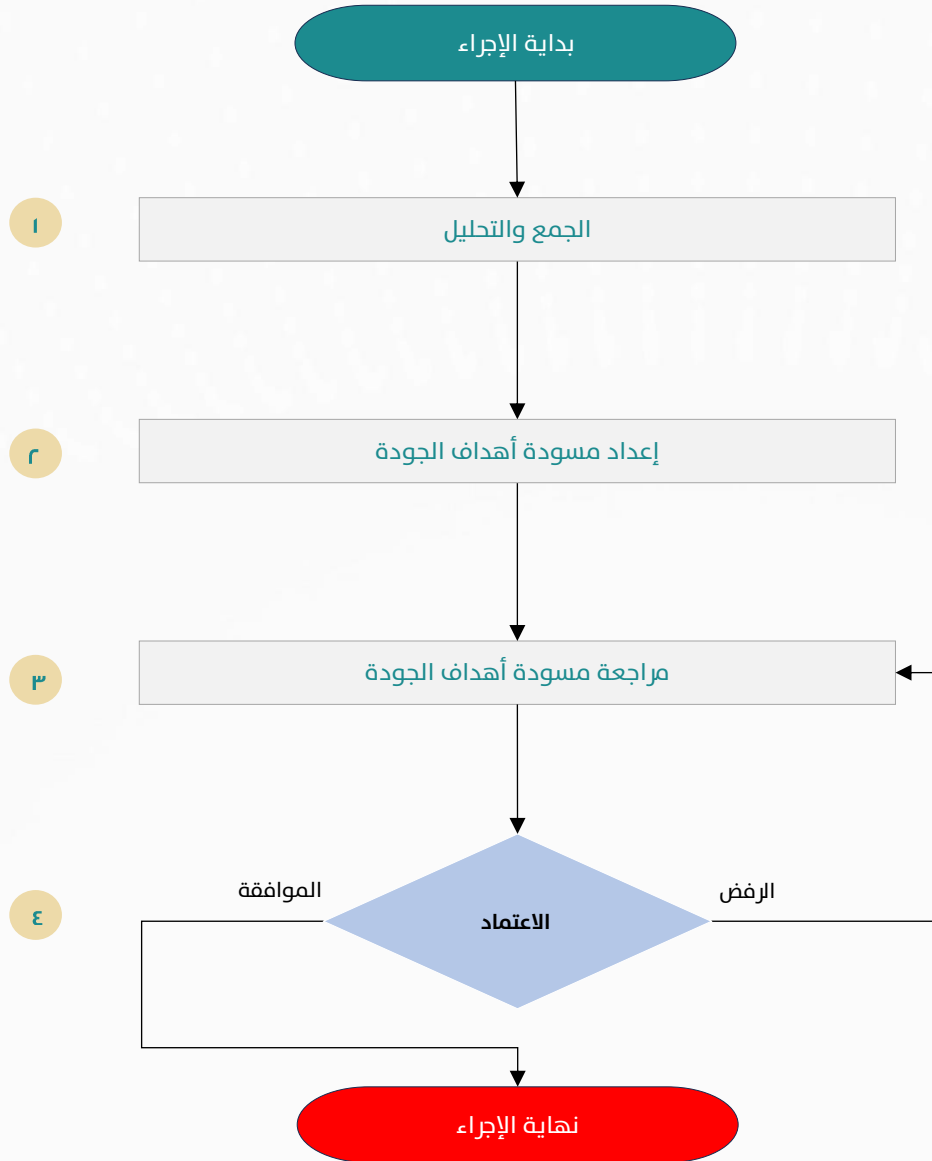 بداية الإجراء
١
الجمع والتحليل
٢
إعداد مسودة أهداف الجودة
٣
مراجعة مسودة أهداف الجودة
الرفض
الموافقة
الاعتماد
٤
نهاية الإجراء